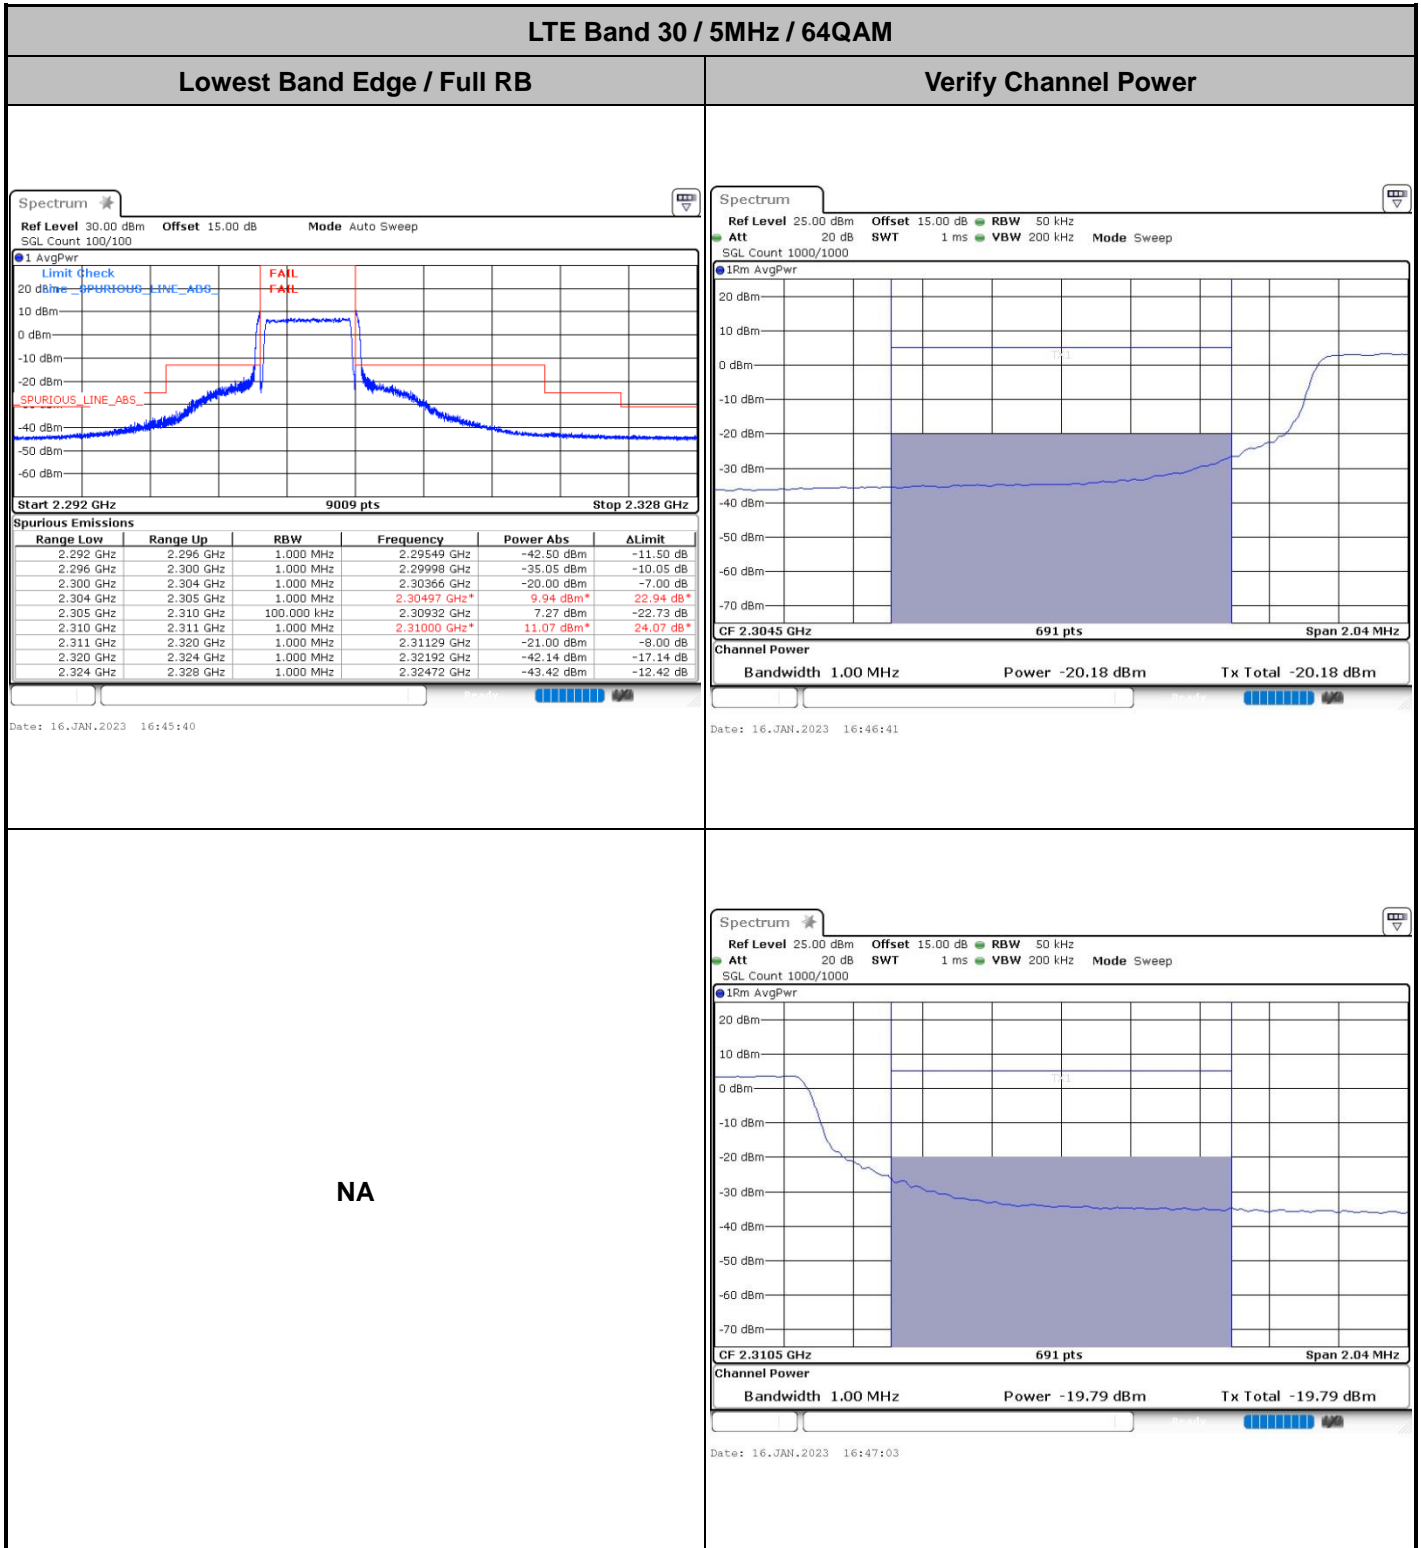 LTE Band 30 / 5MHz / 64QAM
Lowest Band Edge / Full RB
Verify Channel Power
Spectrum
Ref Level 30.00 dBm Offset 15.00 dB Mode Auto Sweep
SGL Count 100/100
1 AvgPwr
Limit Check FAIL
Line _SPURIOUS_LINE_ABS_ FAIL
20 dBm
10 dBm
0 dBm
-10 dBm
-20 dBm
_SPURIOUS_LINE_ABS_
-40 dBm
-50 dBm
-60 dBm
Start 2.292 GHz 9009 pts Stop 2.328 GHz
Spurious Emissions
Range Low Range Up RBW Frequency Power Abs ΔLimit
2.292 GHz 2.296 GHz 1.000 MHz 2.29549 GHz -42.50 dBm -11.50 dB
2.296 GHz 2.300 GHz 1.000 MHz 2.29998 GHz -35.05 dBm -10.05 dB
2.300 GHz 2.304 GHz 1.000 MHz 2.30366 GHz -20.00 dBm -7.00 dB
2.304 GHz 2.305 GHz 1.000 MHz 2.30497 GHz* 9.94 dBm* 22.94 dB*
2.305 GHz 2.310 GHz 100.000 kHz 2.30932 GHz 7.27 dBm -22.73 dB
2.310 GHz 2.311 GHz 1.000 MHz 2.31000 GHz* 11.07 dBm* 24.07 dB*
2.311 GHz 2.320 GHz 1.000 MHz 2.31129 GHz -21.00 dBm -8.00 dB
2.320 GHz 2.324 GHz 1.000 MHz 2.32192 GHz -42.14 dBm -17.14 dB
2.324 GHz 2.328 GHz 1.000 MHz 2.32472 GHz -43.42 dBm -12.42 dB
Ready
Date: 16.JAN.2023 16:45:40
Spectrum
Ref Level 25.00 dBm Offset 15.00 dB RBW 50 kHz
Att 20 dB SWT 1 ms VBW 200 kHz Mode Sweep
SGL Count 1000/1000
1Rm AvgPwr
20 dBm
10 dBm
Tx1
0 dBm
-10 dBm
-20 dBm
-30 dBm
-40 dBm
-50 dBm
-60 dBm
-70 dBm
CF 2.3045 GHz 691 pts Span 2.04 MHz
Channel Power
Bandwidth 1.00 MHz Power -20.18 dBm Tx Total -20.18 dBm
Ready
Date: 16.JAN.2023 16:46:41
NA
Spectrum
Ref Level 25.00 dBm Offset 15.00 dB RBW 50 kHz
Att 20 dB SWT 1 ms VBW 200 kHz Mode Sweep
SGL Count 1000/1000
1Rm AvgPwr
20 dBm
10 dBm
Tx1
0 dBm
-10 dBm
-20 dBm
-30 dBm
-40 dBm
-50 dBm
-60 dBm
-70 dBm
CF 2.3105 GHz 691 pts Span 2.04 MHz
Channel Power
Bandwidth 1.00 MHz Power -19.79 dBm Tx Total -19.79 dBm
Ready
Date: 16.JAN.2023 16:47:03